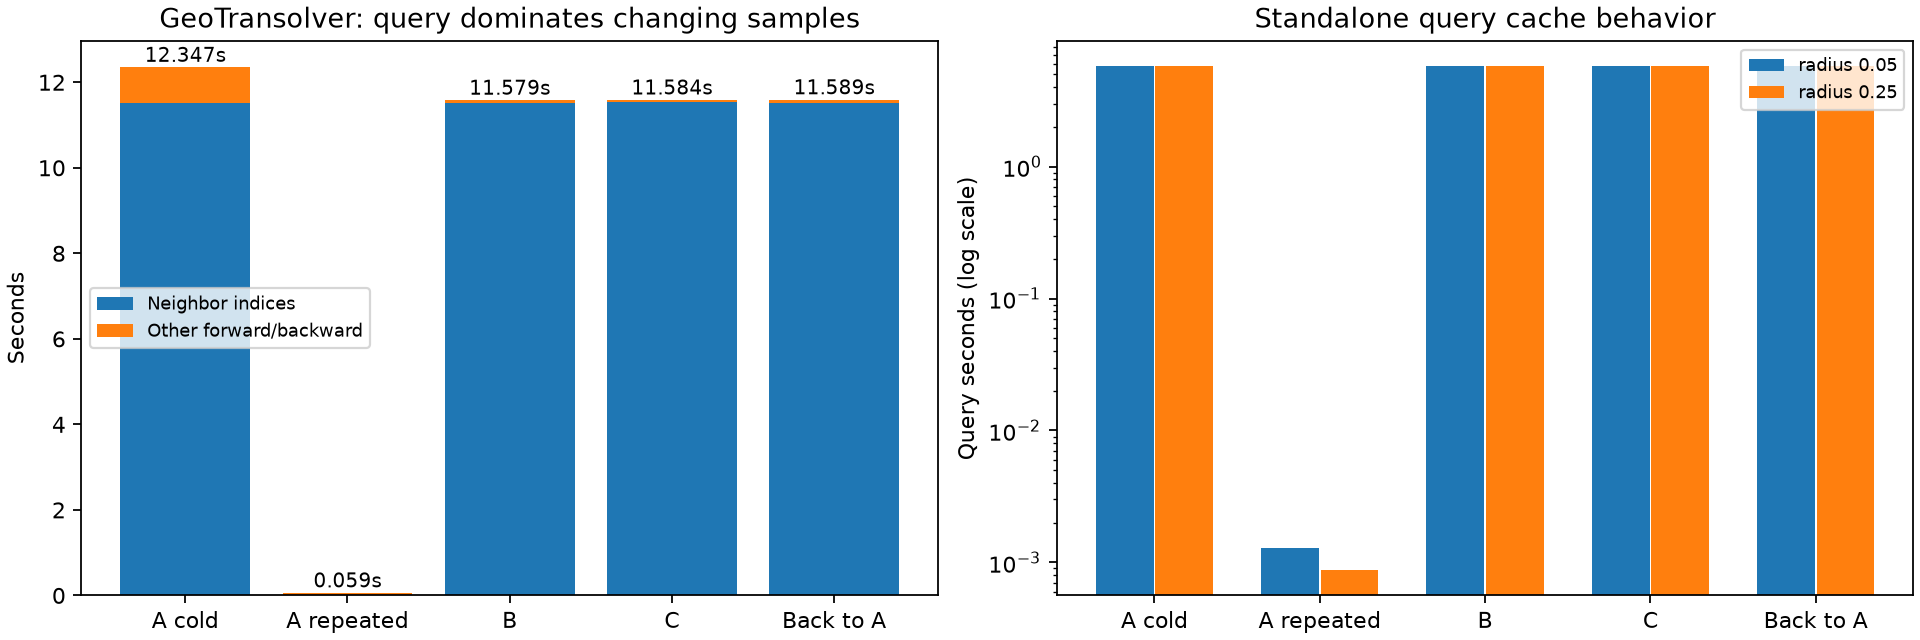 GeoTransolver: query dominates changing samples
Seconds
12
10
8
6
4
2
0
12.347s
0.059s
11.579s
11.584s
11.589s
Neighbor indices
Other forward/backward
A cold
A repeated
B
C
Back to A
Standalone query cache behavior
Query seconds (log scale)
10⁰
10⁻¹
10⁻²
10⁻³
radius 0.05
radius 0.25
A cold
A repeated
B
C
Back to A